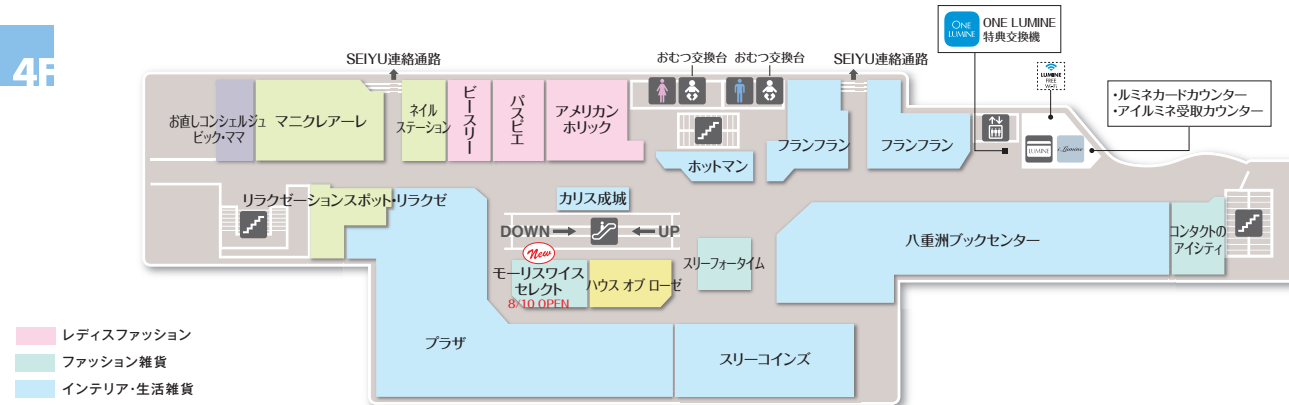 4F
ONE LUMINE
ONE LUMINE
特典交換機
SEIYU連絡通路
おむつ交換台
おむつ交換台
SEIYU連絡通路
LUMINE
FREE
Wi-Fi
・ルミネカードカウンター
・アイルミネ受取カウンター
お直しコンシェルジュ
ビック・ママ
マニクレアーレ
ネイル
ステーション
ビースリー
パスピエ
アメリカン
ホリック
ホットマン
フランフラン
フランフラン
LUMINE
i Lumine
リラクゼーションスポット・リラクゼ
カリス成城
DOWN
UP
New
モーリスワイス
セレクト
8/10 OPEN
ハウス オブ ローゼ
スリーフォータイム
八重洲ブックセンター
コンタクトの
アイシティ
プラザ
スリーコインズ
レディスファッション
ファッション雑貨
インテリア・生活雑貨